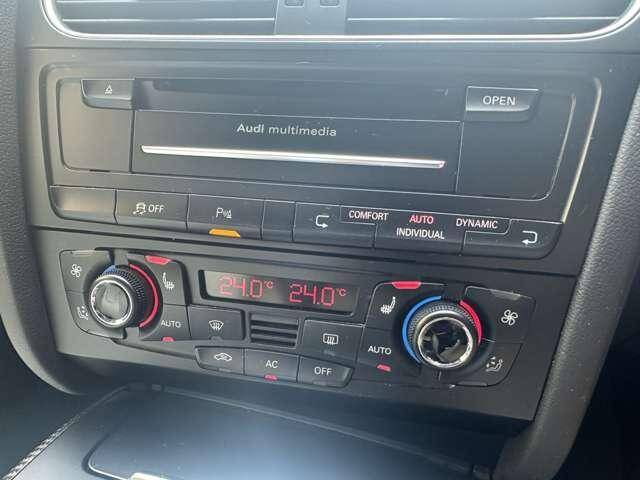 OPEN
Audi multimedia
OFF
P
COMFORT AUTO DYNAMIC
INDIVIDUAL
24.0°C 24.0°C
AUTO
AUTO
AC
OFF